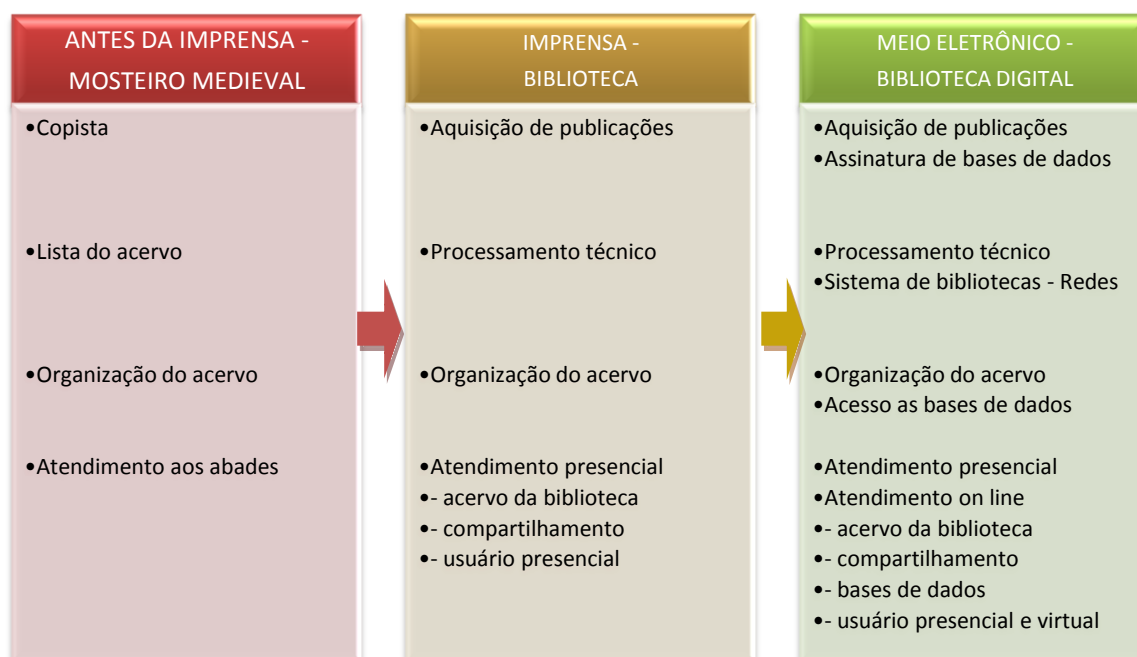 ANTES DA IMPRENSA -
MOSTEIRO MEDIEVAL
•Copista
•Lista do acervo
•Organização do acervo
•Atendimento aos abades
IMPRENSA -
BIBLIOTECA
•Aquisição de publicações
•Processamento técnico
•Organização do acervo
•Atendimento presencial
•- acervo da biblioteca
•- compartilhamento
•- usuário presencial
MEIO ELETRÔNICO -
BIBLIOTECA DIGITAL
•Aquisição de publicações
•Assinatura de bases de dados
•Processamento técnico
•Sistema de bibliotecas - Redes
•Organização do acervo
•Acesso as bases de dados
•Atendimento presencial
•Atendimento on line
•- acervo da biblioteca
•- compartilhamento
•- bases de dados
•- usuário presencial e virtual